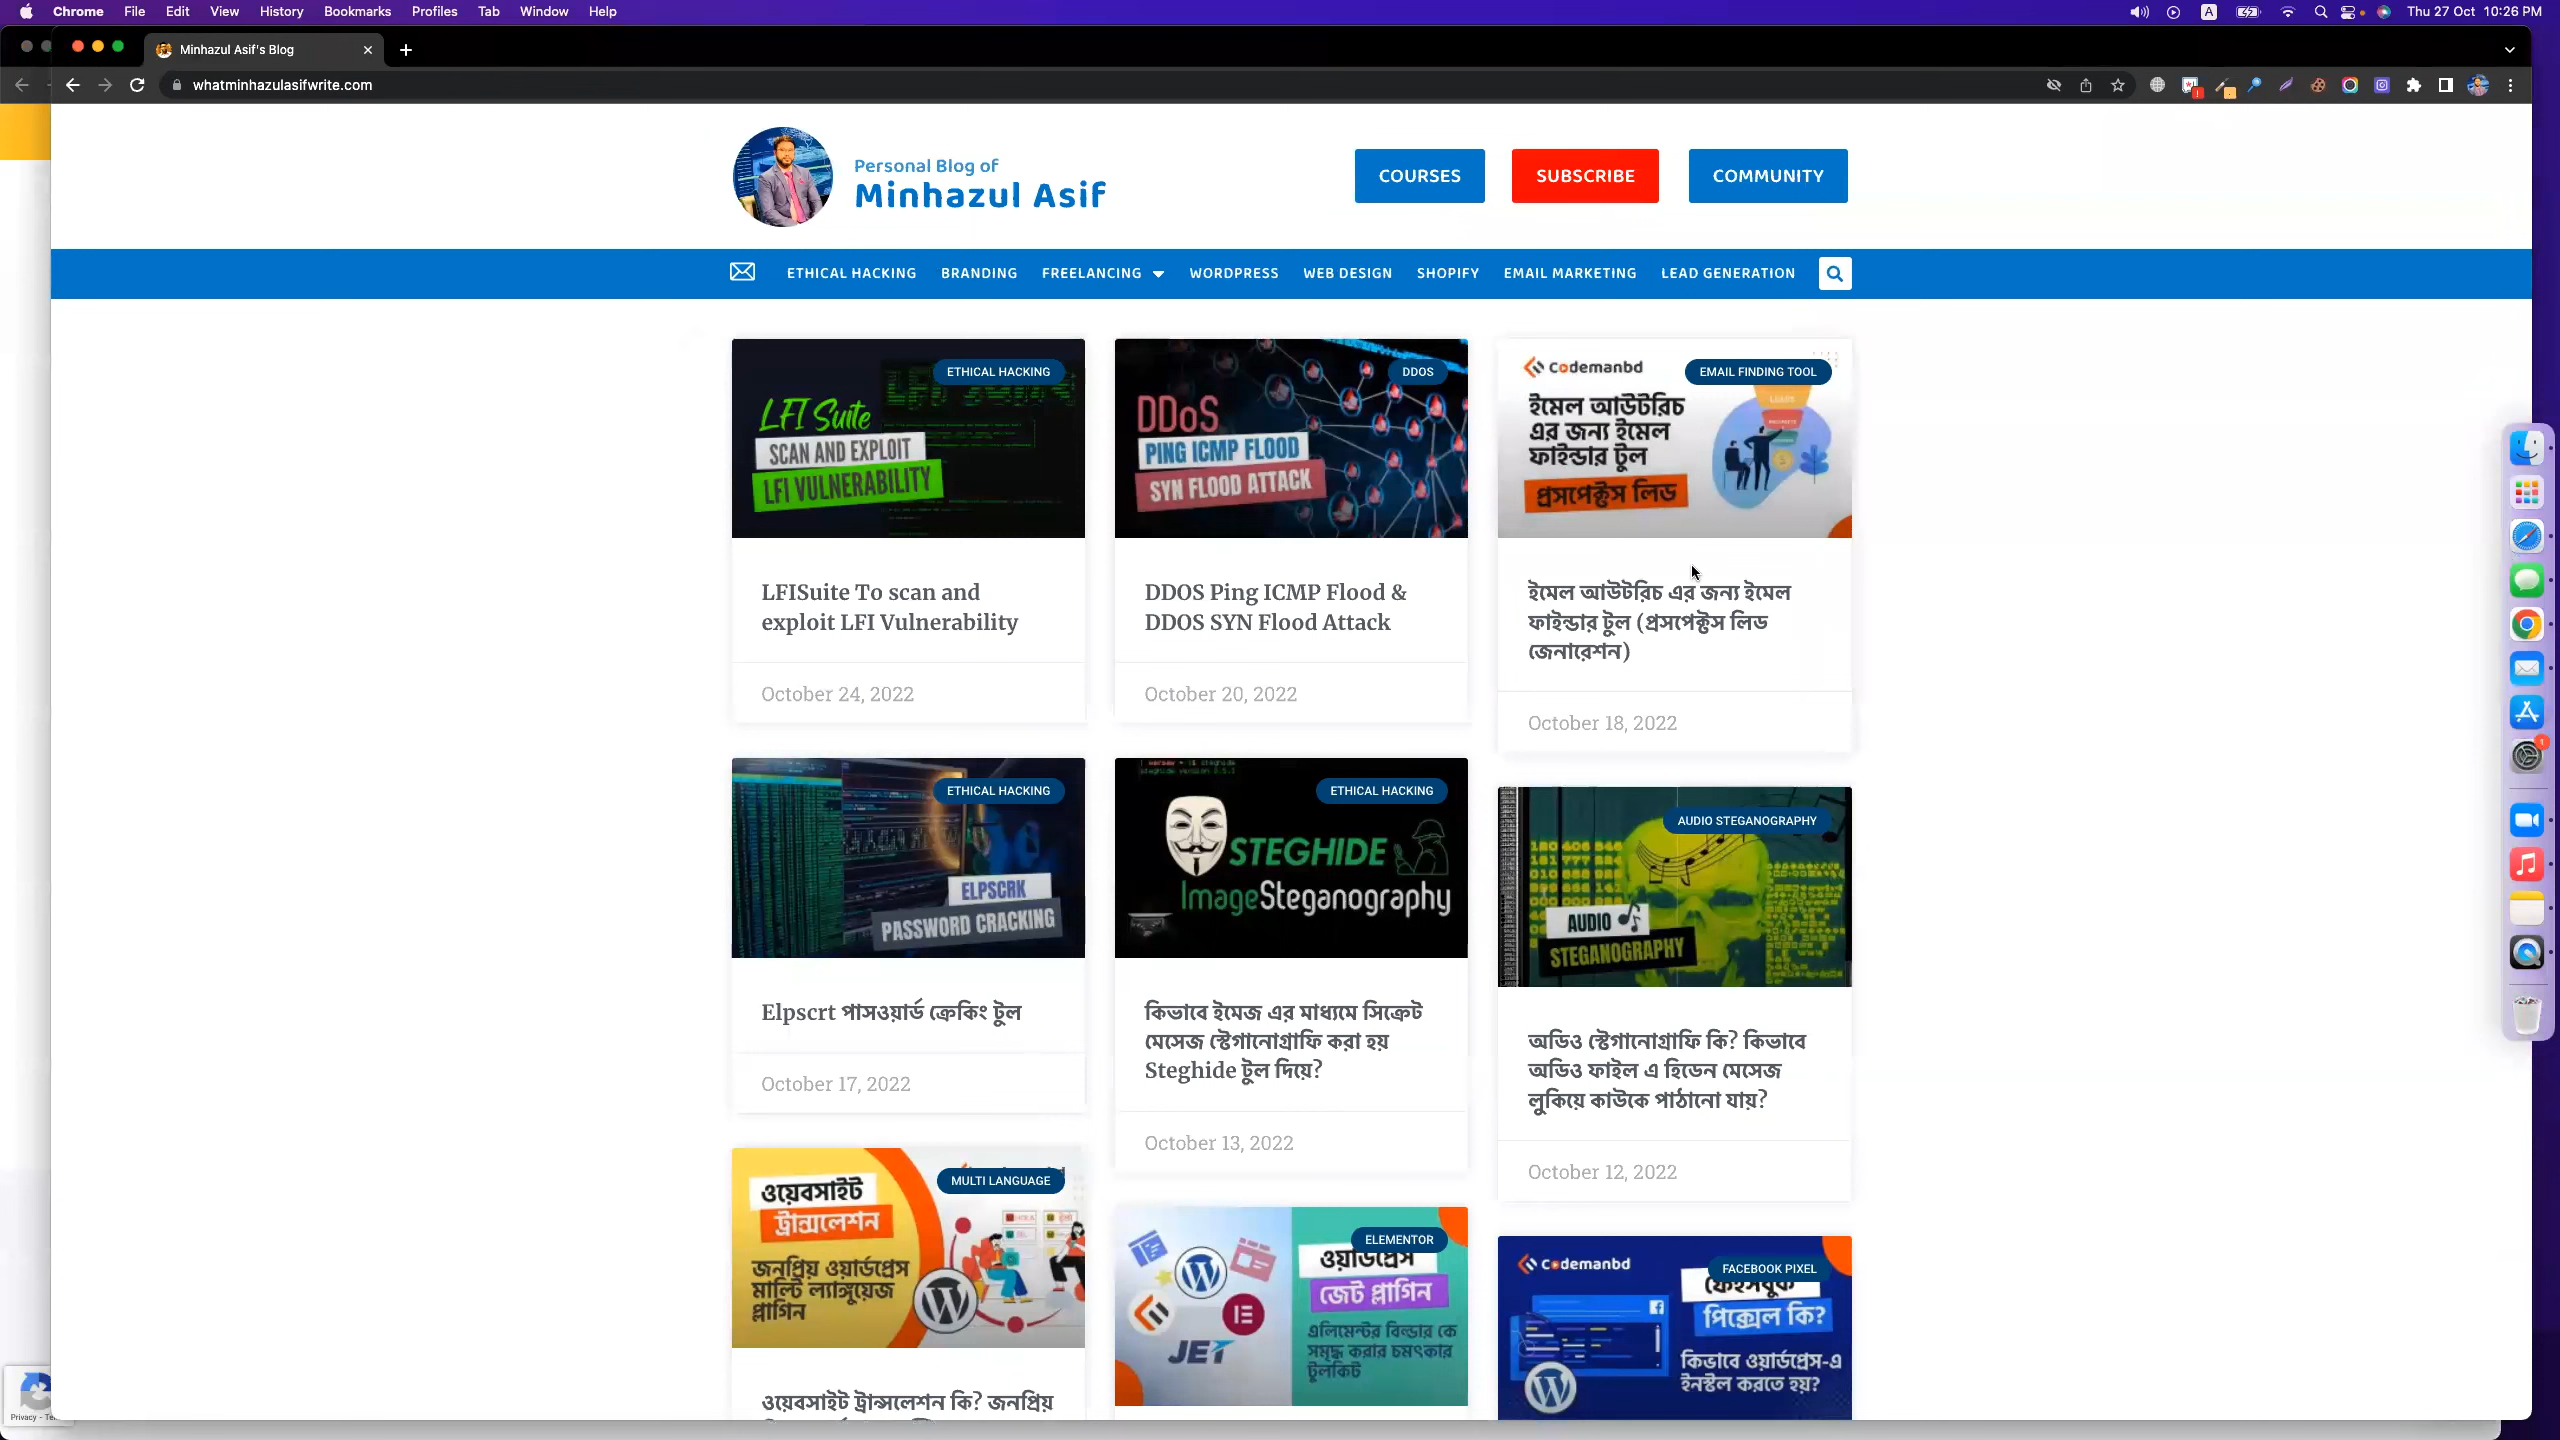 Chrome File Edit View History Bookmarks Profiles Tab Window Help
A
Thu 27 Oct 10:26 PM
Minhazul Asif's Blog
whatminhazulasifwrite.com
Personal Blog of
Minhazul Asif
COURSES
SUBSCRIBE
COMMUNITY
ETHICAL HACKING BRANDING FREELANCING WORDPRESS WEB DESIGN SHOPIFY EMAIL MARKETING LEAD GENERATION
ETHICAL HACKING
LFI Suite
SCAN AND EXPLOIT
LFI VULNERABILITY
LFISuite To scan and
exploit LFI Vulnerability
October 24, 2022
DDOS
DDoS
PING ICMP FLOOD
SYN FLOOD ATTACK
DDOS Ping ICMP Flood &
DDOS SYN Flood Attack
October 20, 2022
Codemanbd
EMAIL FINDING TOOL
ইমেল আউটরিচ
এর জন্য ইমেল
ফাইন্ডার টুল
প্রসপেক্টস লিড
ইমেল আউটরিচ এর জন্য ইমেল
ফাইন্ডার টুল (প্রসপেক্টস লিড
জেনারেশন)
October 18, 2022
ETHICAL HACKING
ELPSCRK
PASSWORD CRACKING
Elpscrt পাসওয়ার্ড ক্রেকিং টুল
October 17, 2022
ETHICAL HACKING
STEGHIDE
ImageSteganography
কিভাবে ইমেজ এর মাধ্যমে সিক্রেট
মেসেজ স্টেগানোগ্রাফি করা হয়
Steghide টুল দিয়ে?
October 13, 2022
AUDIO STEGANOGRAPHY
AUDIO
STEGANOGRAPHY
অডিও স্টেগানোগ্রাফি কি? কিভাবে
অডিও ফাইল এ হিডেন মেসেজ
লুকিয়ে কাউকে পাঠানো যায়?
October 12, 2022
MULTI LANGUAGE
ওয়েবসাইট
ট্রান্সলেশন
জনপ্রিয় ওয়ার্ডপ্রেস
মাল্টি ল্যাঙ্গুয়েজ
প্লাগিন
ওয়েবসাইট ট্রান্সলেশন কি? জনপ্রিয়
ELEMENTOR
ওয়ার্ডপ্রেস
জেট প্লাগিন
এলিমেন্টর বিল্ডার কে
সমৃদ্ধ করার চমৎকার
টুলকিট
JET
Codemanbd
FACEBOOK PIXEL
ফেইসবুক
পিক্সেল কি?
কিভাবে ওয়ার্ডপ্রেস-এ
ইনস্টল করতে হয়?
Privacy